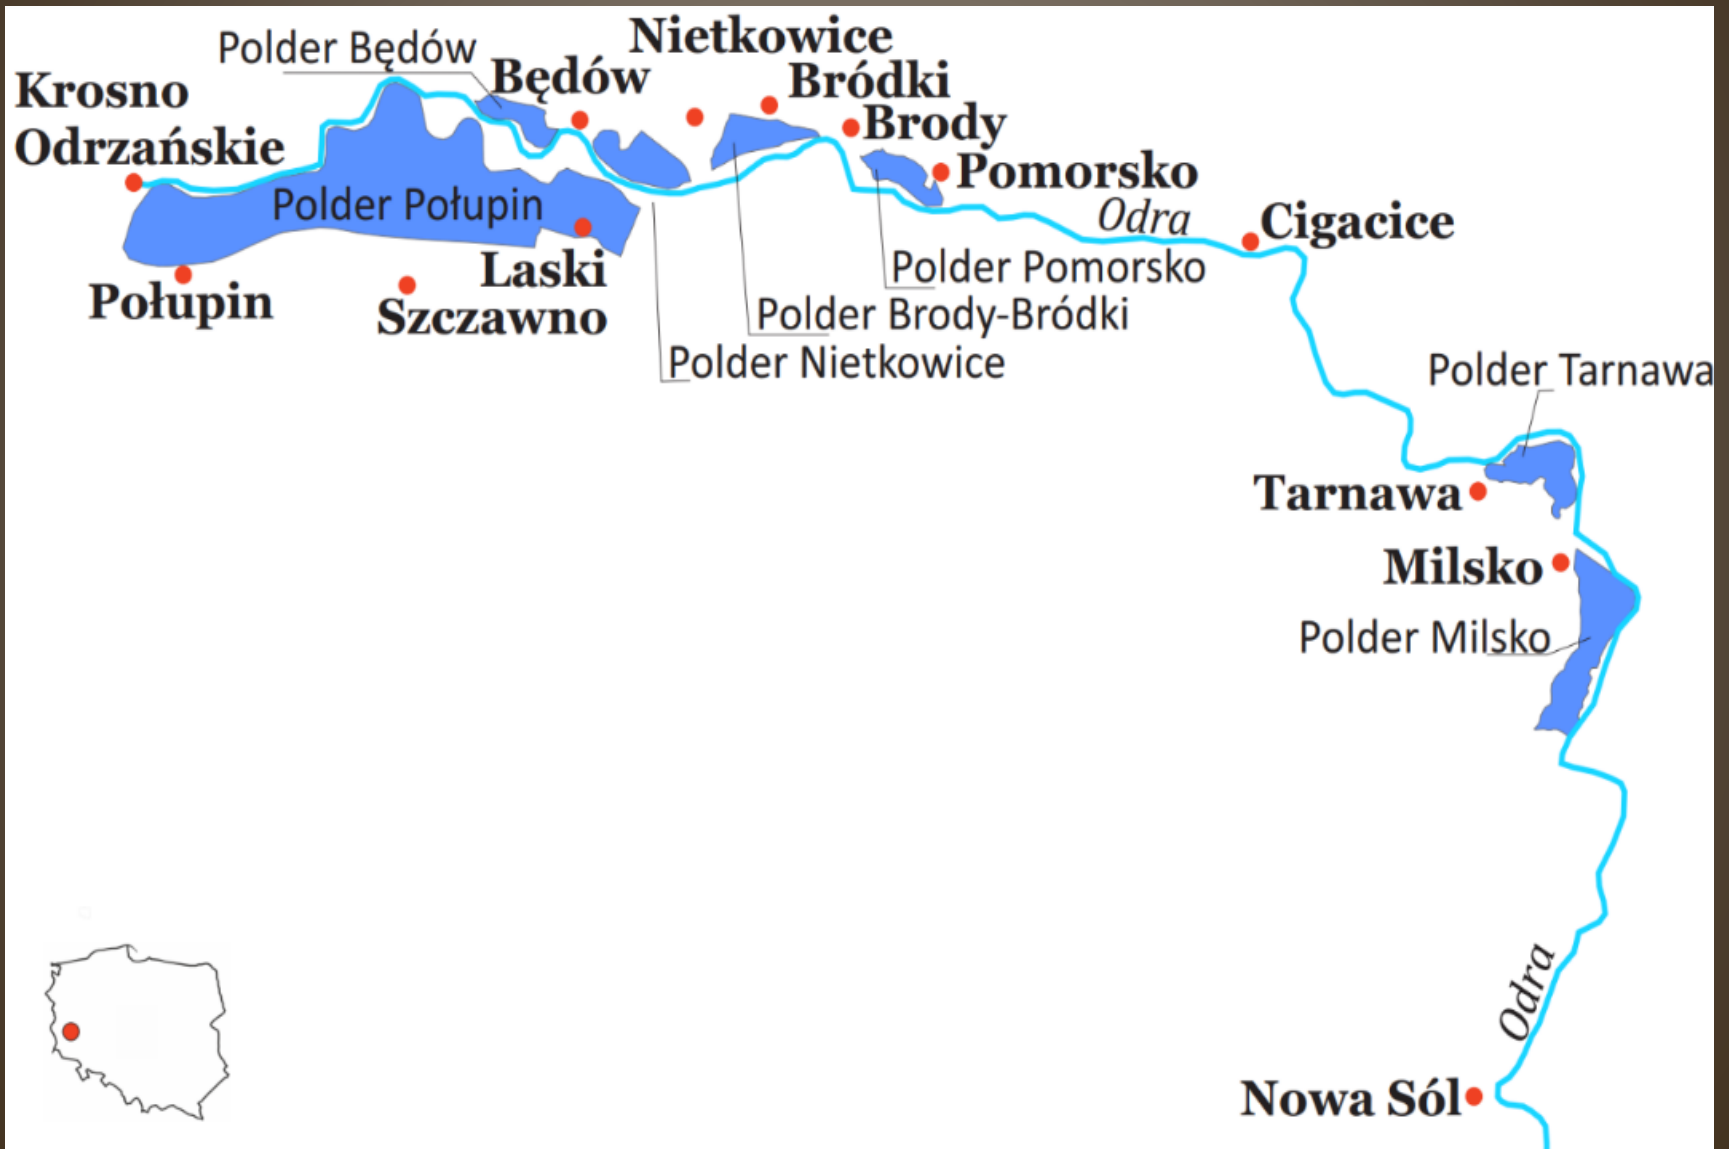 Nietkowice
Polder Będów
Będów
Bródki
Krosno
Odrzańskie
Brody
Pomorsko
Polder Połupin
Odra
Cigacice
Laski
Polder Pomorsko
Połupin
Szczawno
Polder Brody-Bródki
Polder Nietkowice
Polder Tarnawa
Tarnawa
Milsko
Polder Milsko
Odra
Nowa Sól